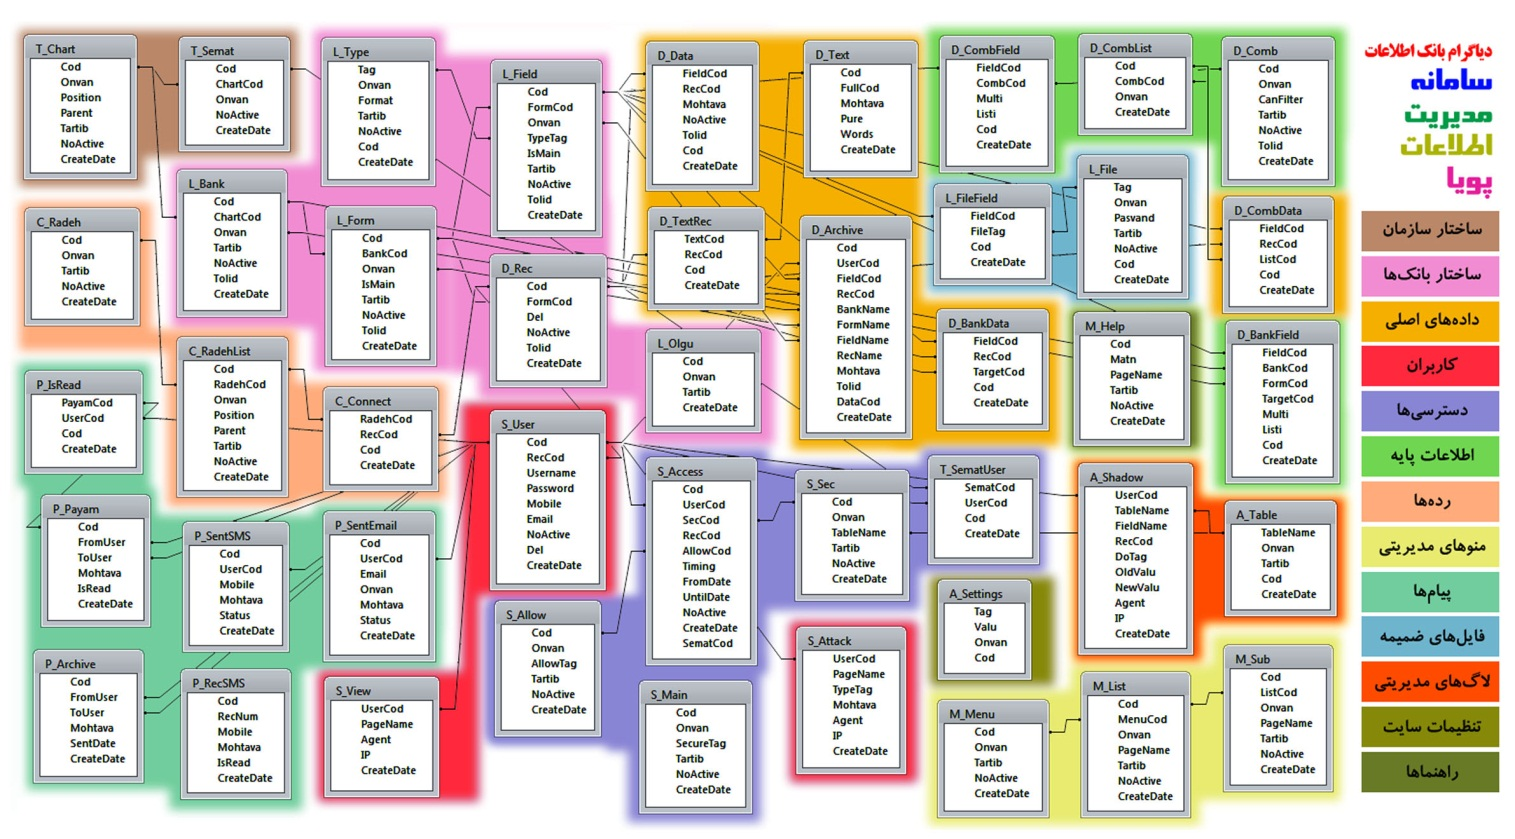 T_Chart
Cod
Onvan
Position
Parent
Tartib
NoActive
CreateDate
T_Semat
Cod
ChartCod
Onvan
NoActive
CreateDate
L_Type
Tag
Onvan
Format
Tartib
NoActive
Cod
CreateDate
L_Field
Cod
FormCod
Onvan
TypeTag
IsMain
Tartib
NoActive
Tolid
CreateDate
D_Data
FieldCod
RecCod
Mohtava
NoActive
Tolid
Cod
CreateDate
D_Text
Cod
FullCod
Mohtava
Pure
Words
CreateDate
D_CombField
FieldCod
CombCod
Multi
Listi
Cod
CreateDate
D_CombList
Cod
CombCod
Onvan
CreateDate
D_Comb
Cod
Onvan
CanFilter
Tartib
NoActive
Tolid
CreateDate
C_Radeh
Cod
Onvan
Tartib
NoActive
CreateDate
L_Bank
Cod
ChartCod
Onvan
Tartib
NoActive
Tolid
CreateDate
L_Form
Cod
BankCod
Onvan
IsMain
Tartib
NoActive
Tolid
CreateDate
D_Rec
Cod
FormCod
Del
NoActive
Tolid
CreateDate
D_TextRec
TextCod
RecCod
Cod
CreateDate
D_Archive
Cod
UserCod
FieldCod
RecCod
BankName
FormName
FieldName
RecName
Mohtava
Tolid
DataCod
CreateDate
L_FileField
FieldCod
FileTag
Cod
CreateDate
L_File
Tag
Onvan
Pasvand
Tartib
NoActive
Cod
CreateDate
D_CombData
FieldCod
RecCod
ListCod
Cod
CreateDate
P_IsRead
PayamCod
UserCod
Cod
CreateDate
C_RadehList
Cod
RadehCod
Onvan
Position
Parent
Tartib
NoActive
CreateDate
C_Connect
RadehCod
RecCod
Cod
CreateDate
S_User
Cod
RecCod
Username
Password
Mobile
Email
NoActive
Del
CreateDate
L_Olgu
Cod
Onvan
Tartib
CreateDate
D_BankData
FieldCod
RecCod
TargetCod
Cod
CreateDate
M_Help
Cod
Matn
PageName
Tartib
NoActive
CreateDate
D_BankField
FieldCod
BankCod
FormCod
TargetCod
Multi
Listi
Cod
CreateDate
P_Payam
Cod
FromUser
ToUser
Mohtava
IsRead
CreateDate
P_SentSMS
Cod
UserCod
Mobile
Mohtava
Status
CreateDate
P_SentEmail
Cod
UserCod
Email
Onvan
Mohtava
Status
CreateDate
S_Allow
Cod
Onvan
AllowTag
Tartib
NoActive
CreateDate
S_Access
Cod
UserCod
SecCod
RecCod
AllowCod
Timing
FromDate
UntilDate
NoActive
CreateDate
SematCod
S_Sec
Cod
Onvan
TableName
Tartib
NoActive
CreateDate
T_SematUser
SematCod
UserCod
Cod
CreateDate
A_Shadow
UserCod
TableName
FieldName
RecCod
DoTag
OldValu
NewValu
Agent
IP
CreateDate
A_Table
TableName
Onvan
Tartib
Cod
CreateDate
A_Settings
Tag
Valu
Onvan
Cod
P_Archive
Cod
FromUser
ToUser
Mohtava
SentDate
CreateDate
P_RecSMS
Cod
RecNum
Mobile
Mohtava
IsRead
CreateDate
S_View
UserCod
PageName
Agent
IP
CreateDate
S_Main
Cod
Onvan
SecureTag
Tartib
NoActive
CreateDate
S_Attack
UserCod
PageName
TypeTag
Mohtava
Agent
IP
CreateDate
M_Menu
Cod
Onvan
Tartib
NoActive
CreateDate
M_List
Cod
MenuCod
Onvan
PageName
Tartib
NoActive
CreateDate
M_Sub
Cod
ListCod
Onvan
PageName
Tartib
NoActive
CreateDate
دیاگرام بانک اطلاعات
سامانه
مدیریت
اطلاعات
پویا
ساختار سازمان
ساختار بانک‌ها
داده‌های اصلی
کاربران
دسترسی‌ها
اطلاعات پایه
رده‌ها
منوهای مدیریتی
پیام‌ها
فایل‌های ضمیمه
لاگ‌های مدیریتی
تنظیمات سایت
راهنماها